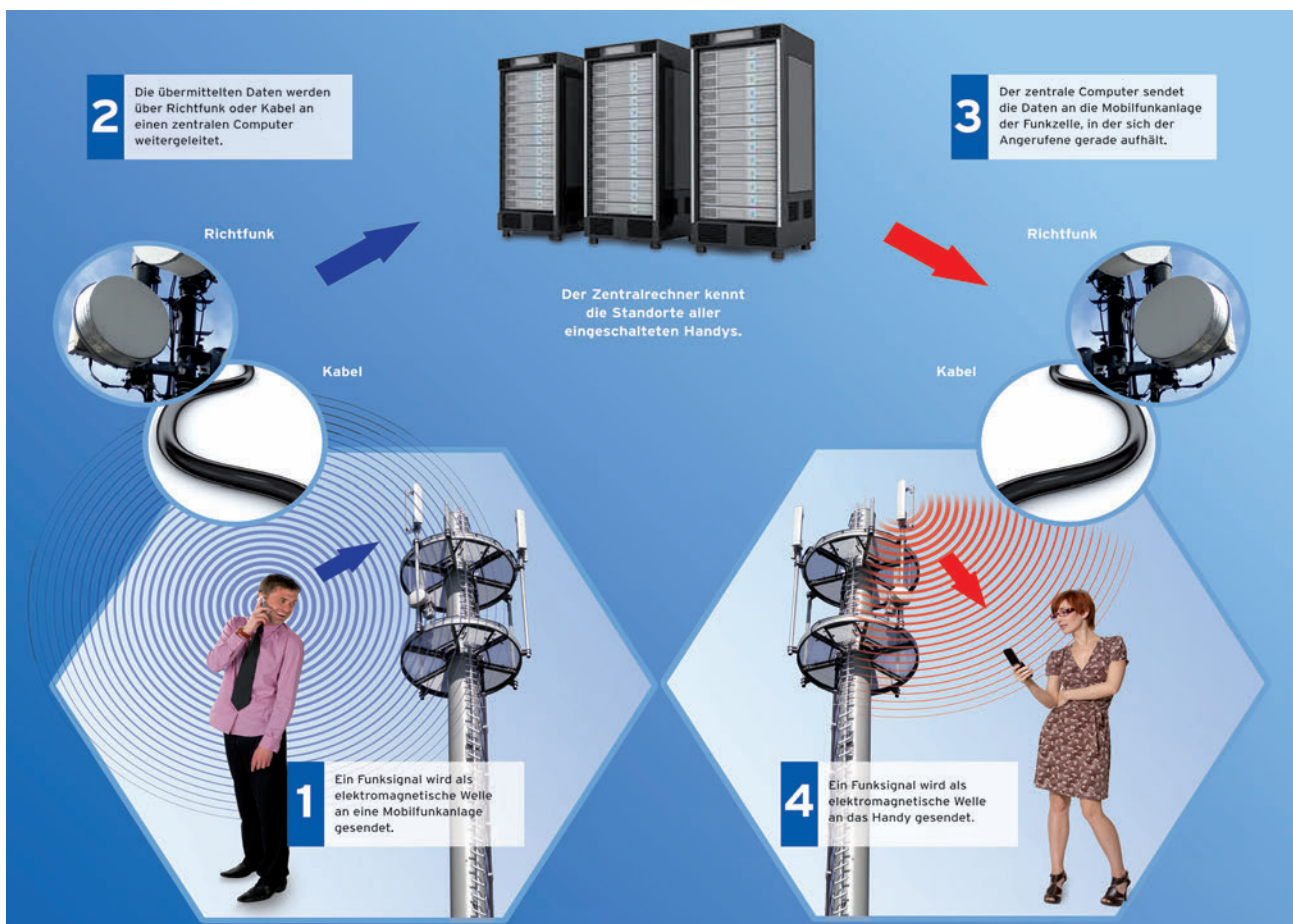 2
Die übermittelten Daten werden
über Richtfunk oder Kabel an
einen zentralen Computer
weitergeleitet.
3
Der zentrale Computer sendet
die Daten an die Mobilfunkanlage
der Funkzelle, in der sich der
Angerufene gerade aufhält.
Richtfunk
Richtfunk
Der Zentralrechner kennt
die Standorte aller
eingeschalteten Handys.
Kabel
Kabel
1
Ein Funksignal wird als
elektromagnetische Welle
an eine Mobilfunkanlage
gesendet.
4
Ein Funksignal wird als
elektromagnetische Welle
an das Handy gesendet.